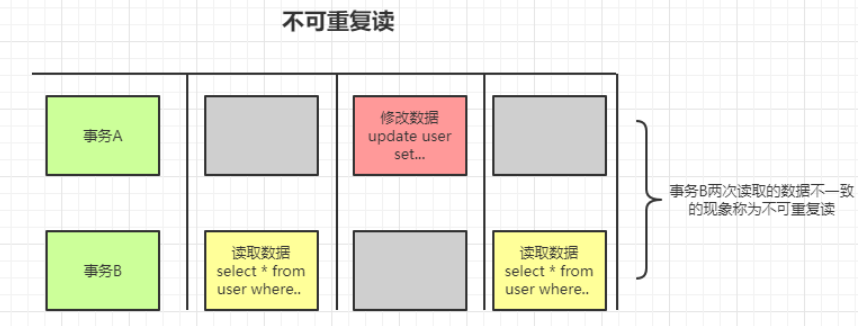 不可重复读
事务A
修改数据
update user
set...
事务B两次读取的数据不一致
的现象称为不可重复读
事务B
读取数据
select * from
user where..
读取数据
select * from
user where..